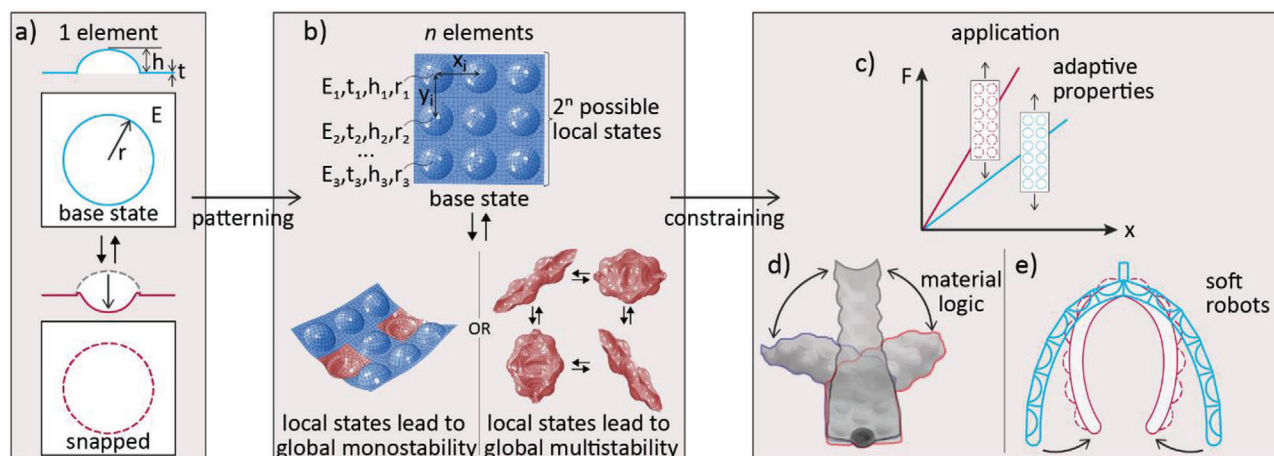 a)
1 element
h
t
E
r
base state
snapped
patterning
b)
n elements
xᵢ
yᵢ
E₁,t₁,h₁,r₁
E₂,t₂,h₂,r₂
...
E₃,t₃,h₃,r₃
2ⁿ possible
local states
base state
OR
local states lead to
global monostability
local states lead to
global multistability
constraining
application
c)
F
x
adaptive
properties
d)
material
logic
e)
soft
robots